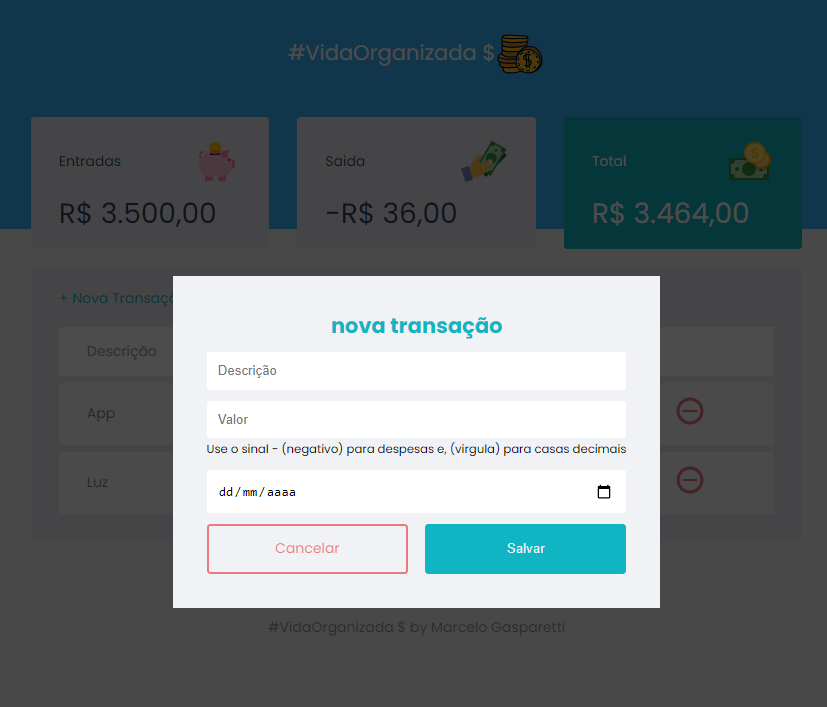 #VidaOrganizada $
Entradas
R$ 3.500,00
Saida
-R$ 36,00
Total
R$ 3.464,00
+ Nova Transaç
Descrição
App
Luz
nova transação
Descrição
Valor
Use o sinal - (negativo) para despesas e, (virgula) para casas decimais
dd/mm/aaaa
Cancelar
Salvar
#VidaOrganizada $ by Marcelo Gasparetti